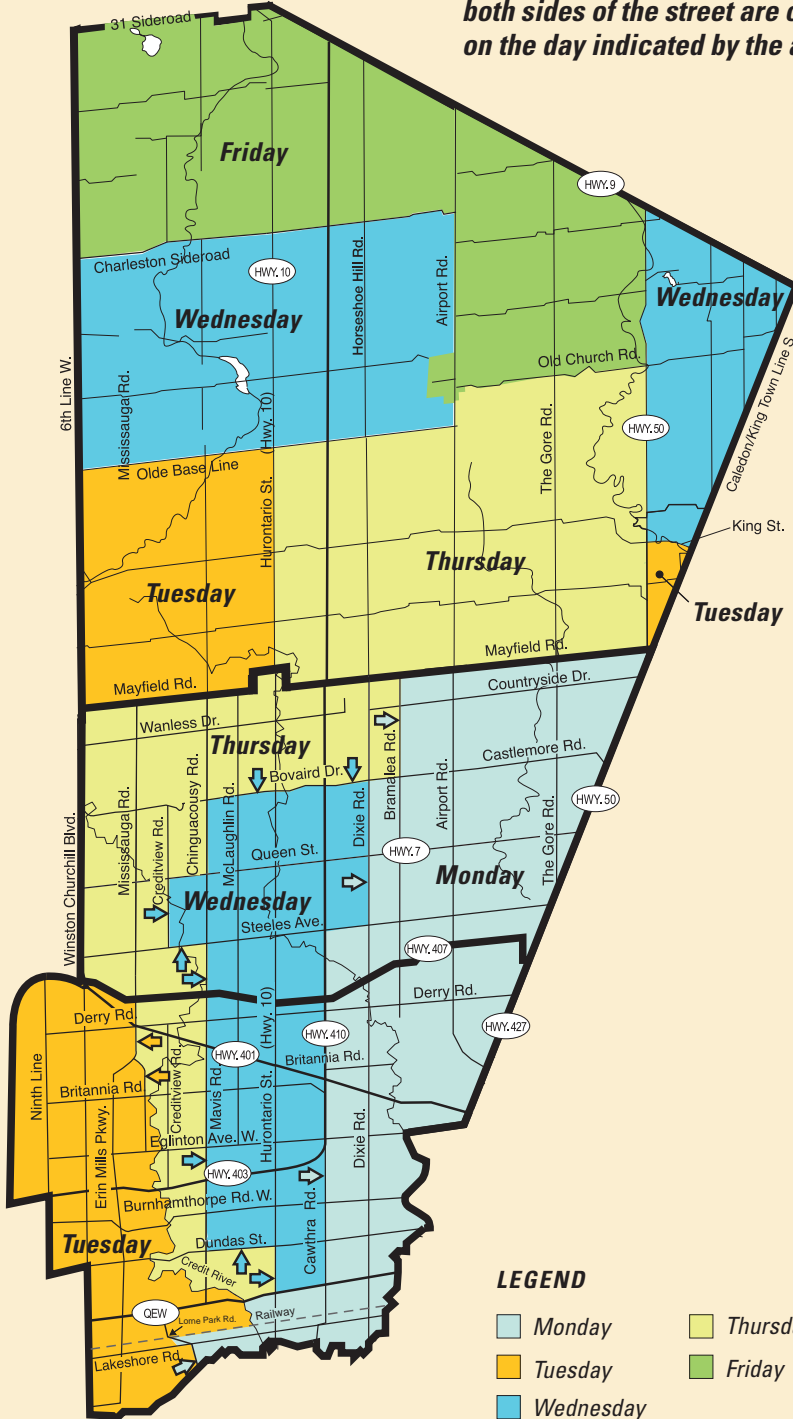 both sides of the street are
on the day indicated by the
31 Sideroad
Friday
HWY. 9
Charleston Sideroad
HWY. 10
Horseshoe Hill Rd.
Airport Rd.
Wednesday
Wednesday
6th Line W.
Mississauga Rd.
Hurontario St. (Hwy. 10)
Old Church Rd.
The Gore Rd.
HWY. 50
Caledon/King Town Line S.
Olde Base Line
King St.
Thursday
Tuesday
Tuesday
Mayfield Rd.
Mayfield Rd.
Countryside Dr.
Wanless Dr.
Thursday
Bovaird Dr.
Castlemore Rd.
Winston Churchill Blvd.
Mississauga Rd.
Creditview Rd.
Chinguacousy Rd.
McLaughlin Rd.
Dixie Rd.
Bramalea Rd.
Airport Rd.
The Gore Rd.
HWY. 50
Queen St.
HWY. 7
Monday
Wednesday
Steeles Ave.
HWY. 407
Derry Rd.
Derry Rd.
HWY. 427
HWY. 410
HWY. 401
Britannia Rd.
Britannia Rd.
Ninth Line
Erin Mills Pkwy.
Creditview Rd.
Mavis Rd.
Hurontario St. (Hwy. 10)
Dixie Rd.
Eglinton Ave. W.
HWY. 403
Burnhamthorpe Rd. W.
Cawthra Rd.
Tuesday
Dundas St.
Credit River
QEW
Lorne Park Rd.
Railway
Lakeshore Rd.
LEGEND
Monday
Tuesday
Wednesday
Thursd
Friday